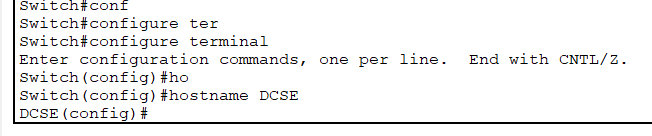 Switch#conf
Switch#configure ter
Switch#configure terminal
Enter configuration commands, one per line.  End with CNTL/Z.
Switch(config)#ho
Switch(config)#hostname DCSE
DCSE(config)#